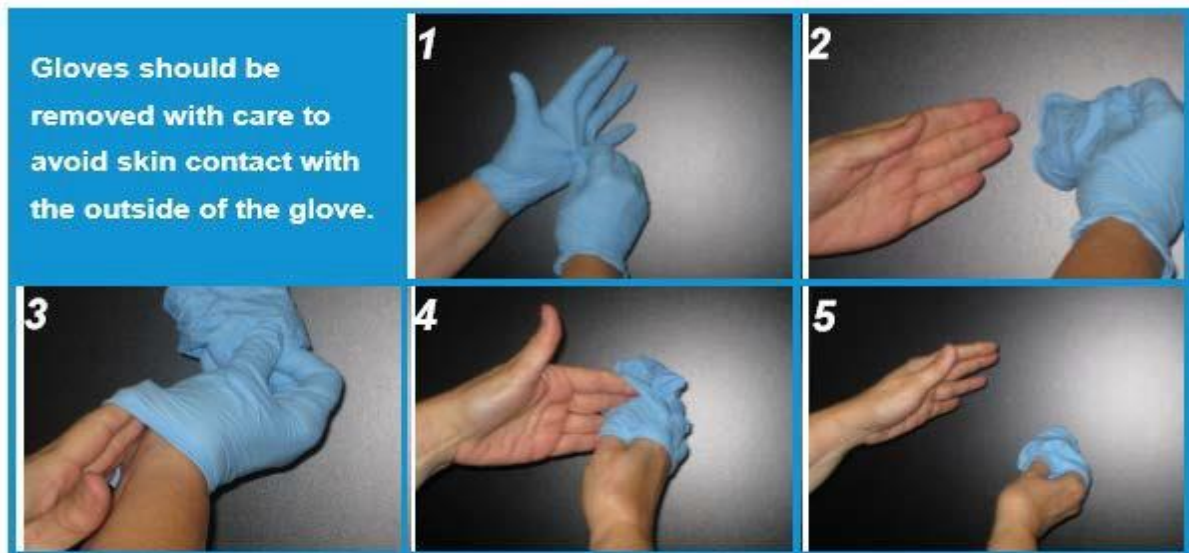 Gloves should be
removed with care to
avoid skin contact with
the outside of the glove.
1
2
3
4
5